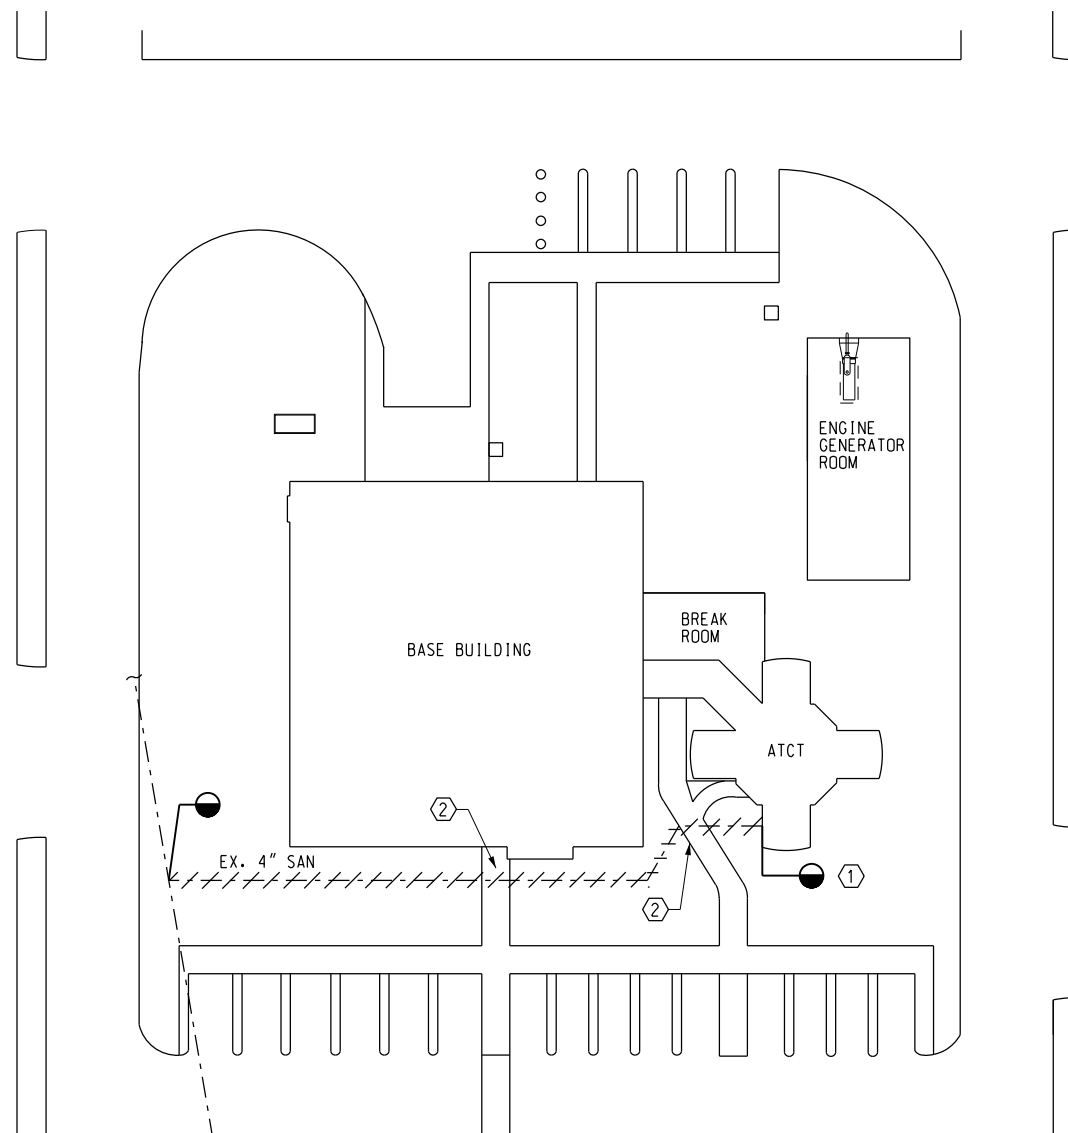 ENGINE
GENERATOR
ROOM
BREAK
ROOM
BASE BUILDING
ATCT
2
EX. 4" SAN
1
2